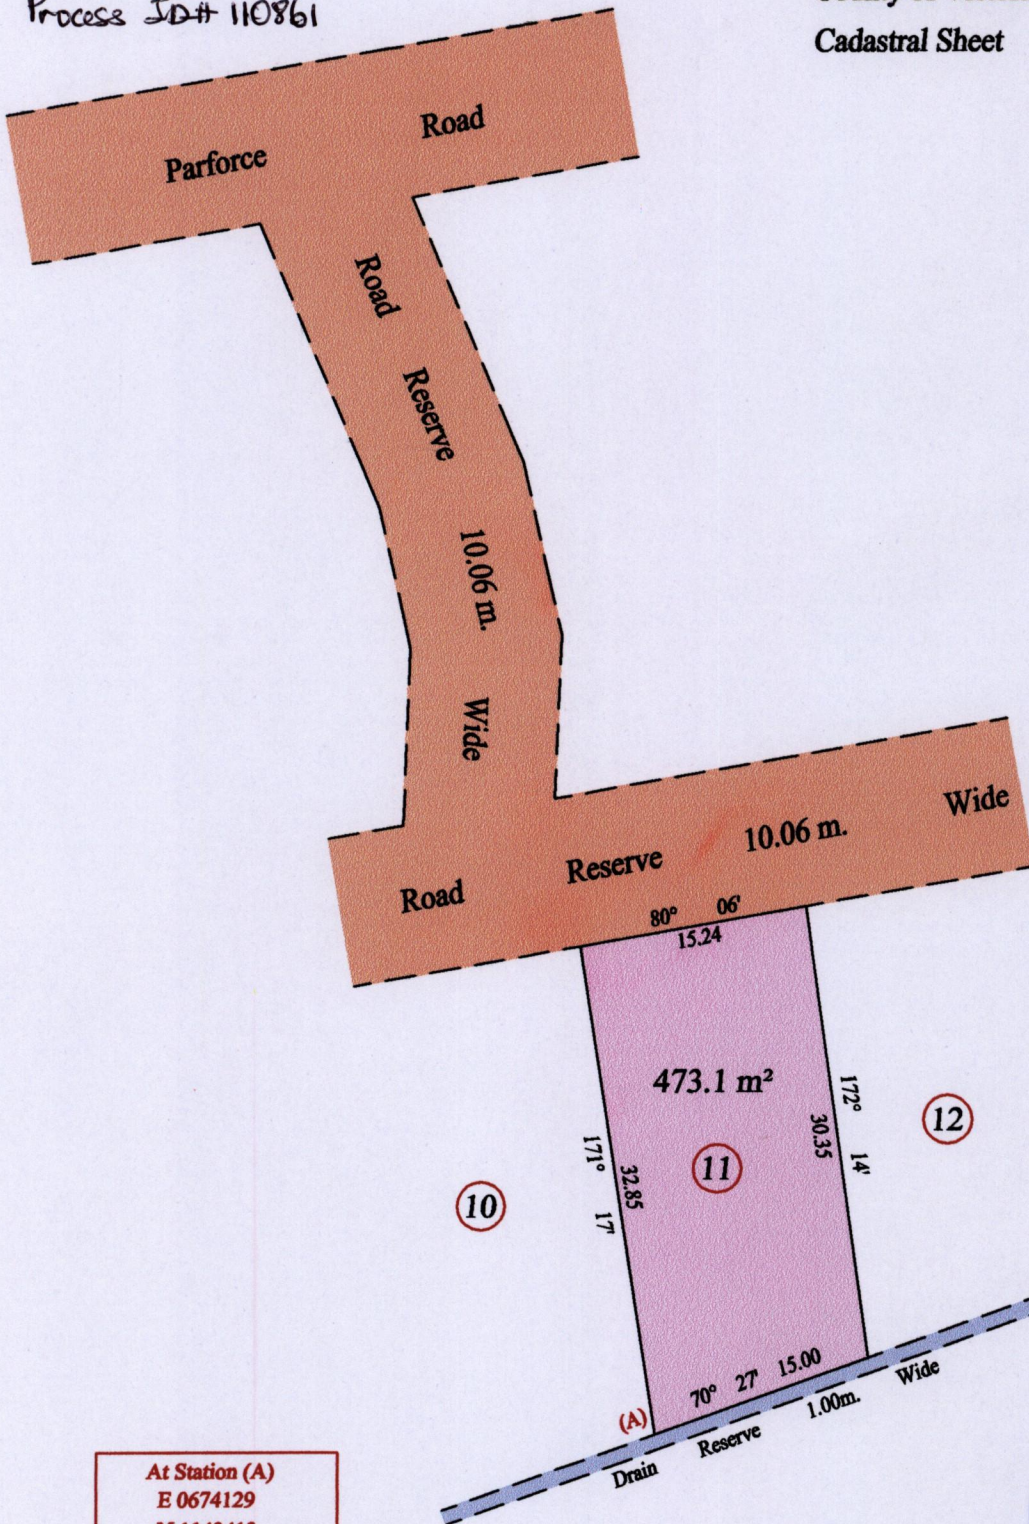 Process ID# 110861
Cadastral Sheet
Parforce Road
Road Reserve 10.06 m. Wide
Road Reserve 10.06 m. Wide
80° 06'
15.24
473.1 m²
171° 17'
32.85
172° 14'
30.35
10
11
12
70° 27' 15.00
(A)
Drain Reserve 1.00m. Wide
At Station (A)
E 0674129